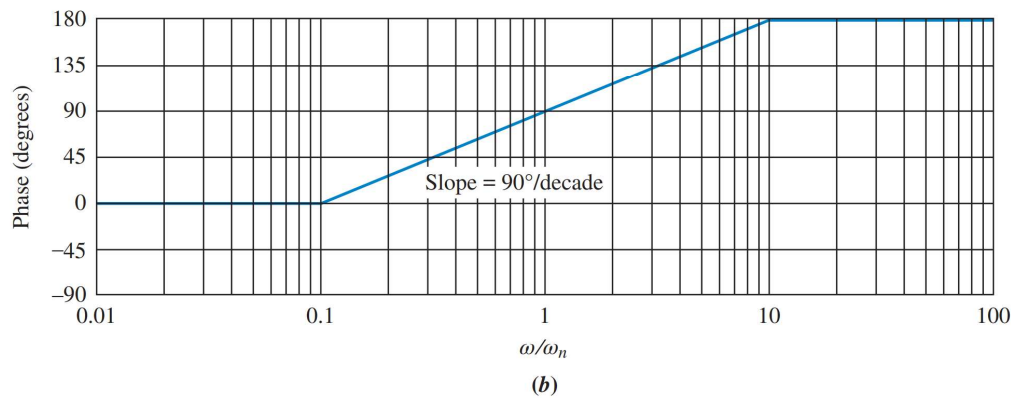 180
135
90
45
0
−45
−90
Phase (degrees)
Slope = 90°/decade
0.01 0.1 1 10 100
ω/ωn
(b)